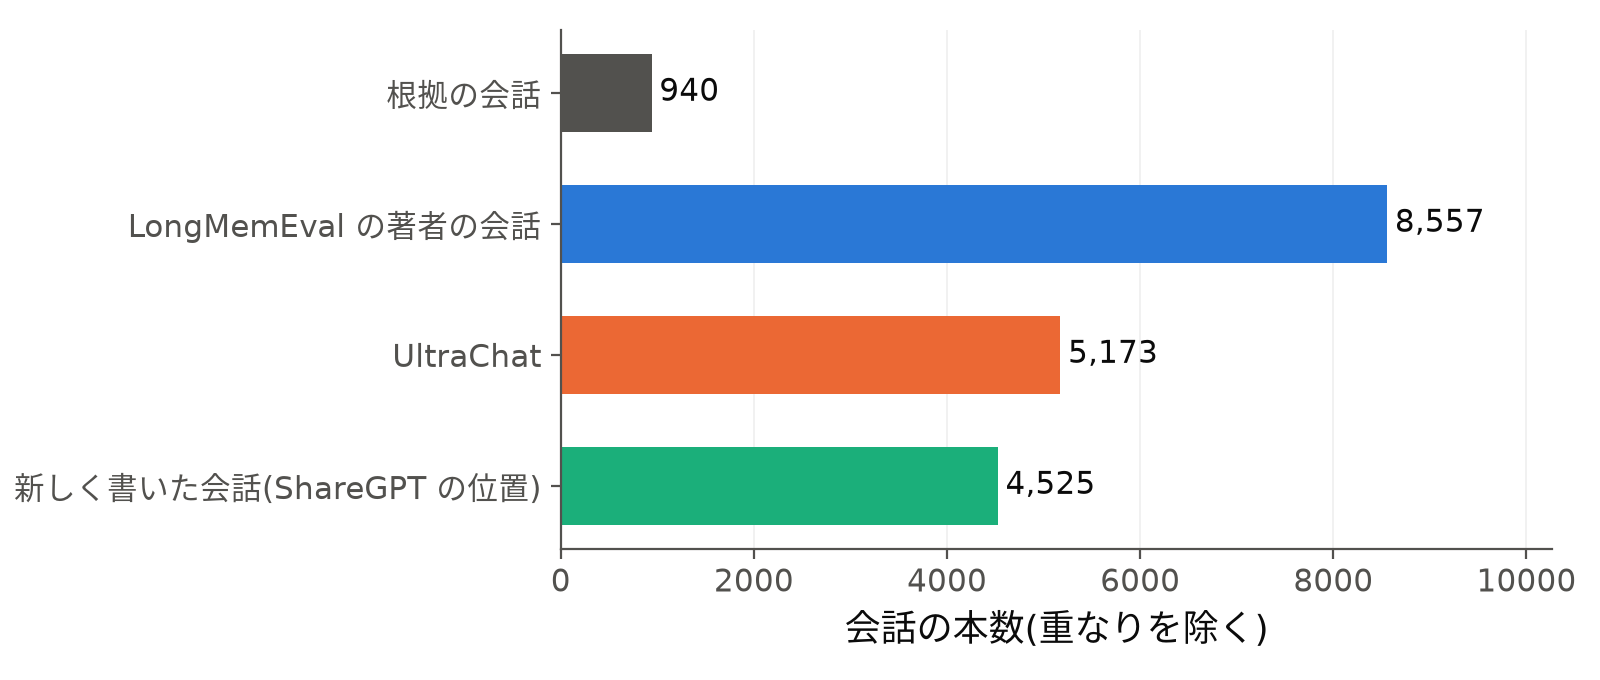 根拠の会話
940
LongMemEval の著者の会話
8,557
UltraChat
5,173
新しく書いた会話(ShareGPT の位置)
4,525
0 2000 4000 6000 8000 10000
会話の本数(重なりを除く)